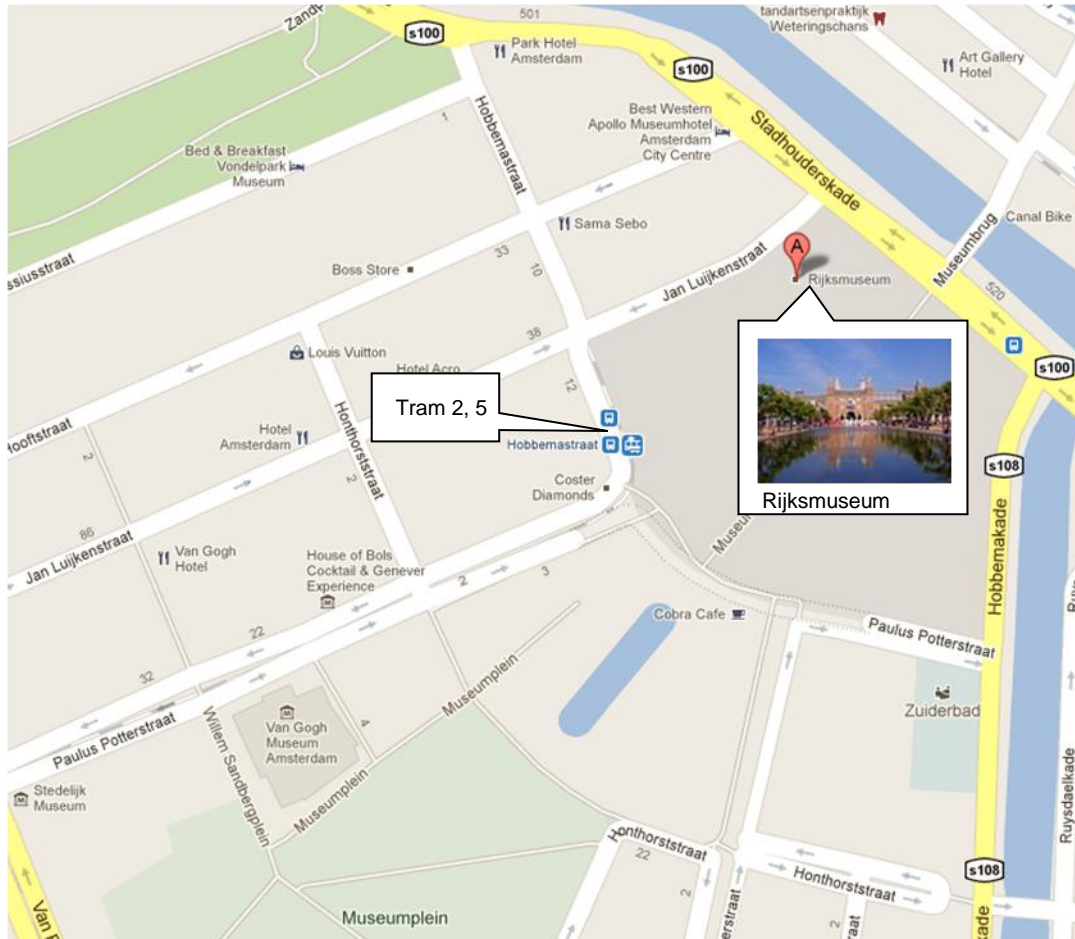 501
tandartsenpraktijk
Weteringschans
s100
Park Hotel
Amsterdam
s100
Art Gallery
Hotel
Best Western
Apollo Museumhotel
Amsterdam
City Centre
Stadhouderskade
Hobbemastraat
1
Bed & Breakfast
Vondelpark
Museum
Canal Bike
Museumbrug
Sama Sebo
33
10
Boss Store
Jan Luijkenstraat
A
Rijksmuseum
520
ssiusstraat
38
Louis Vuitton
Hotel Acro
12
s100
Tram 2, 5
Hobbemastraat
Hooftstraat
2
Hotel
Amsterdam
Honthorststraat
2
s108
Coster
Diamonds
Rijksmuseum
86
Jan Luijkenstraat
Van Gogh
Hotel
House of Bols
Cocktail & Genever
Experience
2
3
Hobbemakade
Cobra Cafe
Paulus Potterstraat
22
32
Museumplein
Zuiderbad
Paulus Potterstraat
Willem Sandbergplein
Van Gogh
Museum
Amsterdam
4
Museumplein
Stedelijk
Museum
Ruysdaelkade
Honthorststraat
22
2
s108
Honthorststraat
2
Museumplein
erstraat
kade